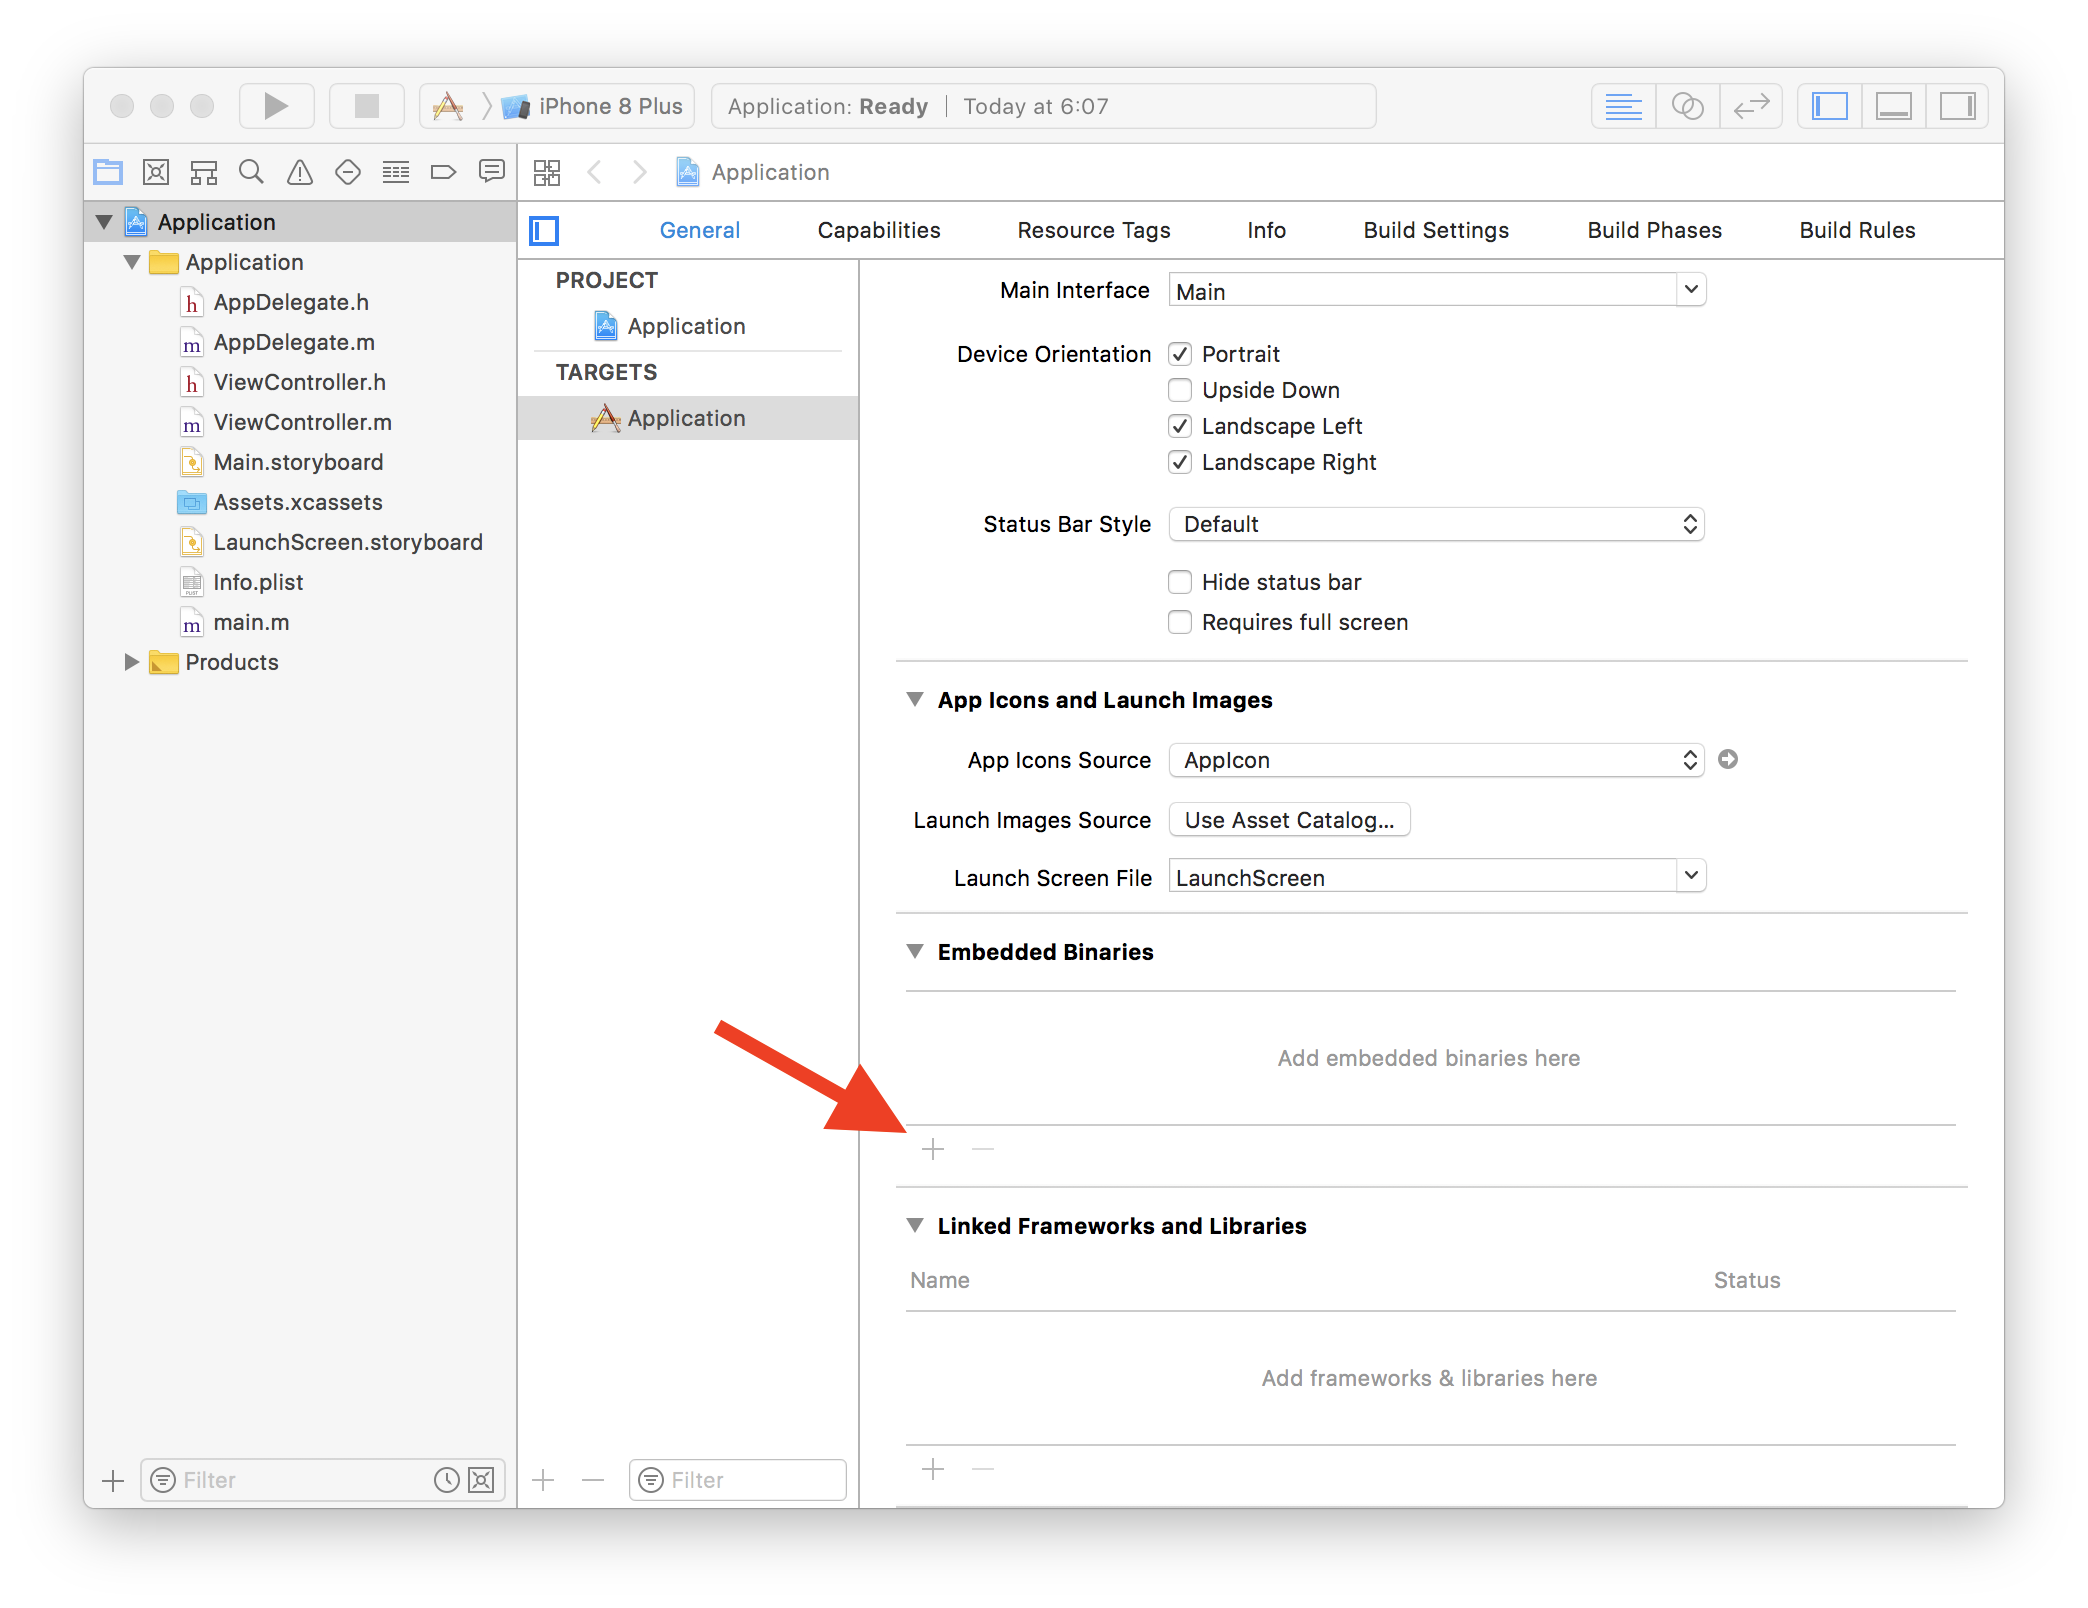 iPhone 8 Plus
Application: Ready | Today at 6:07
Application
General Capabilities Resource Tags Info Build Settings Build Phases Build Rules
Application
Application
AppDelegate.h
AppDelegate.m
ViewController.h
ViewController.m
Main.storyboard
Assets.xcassets
LaunchScreen.storyboard
Info.plist
main.m
Products
Filter
PROJECT
Application
TARGETS
Application
Filter
Main Interface Main
Device Orientation Portrait
Upside Down
Landscape Left
Landscape Right
Status Bar Style Default
Hide status bar
Requires full screen
App Icons and Launch Images
App Icons Source AppIcon
Launch Images Source Use Asset Catalog...
Launch Screen File LaunchScreen
Embedded Binaries
Add embedded binaries here
Linked Frameworks and Libraries
Name Status
Add frameworks & libraries here